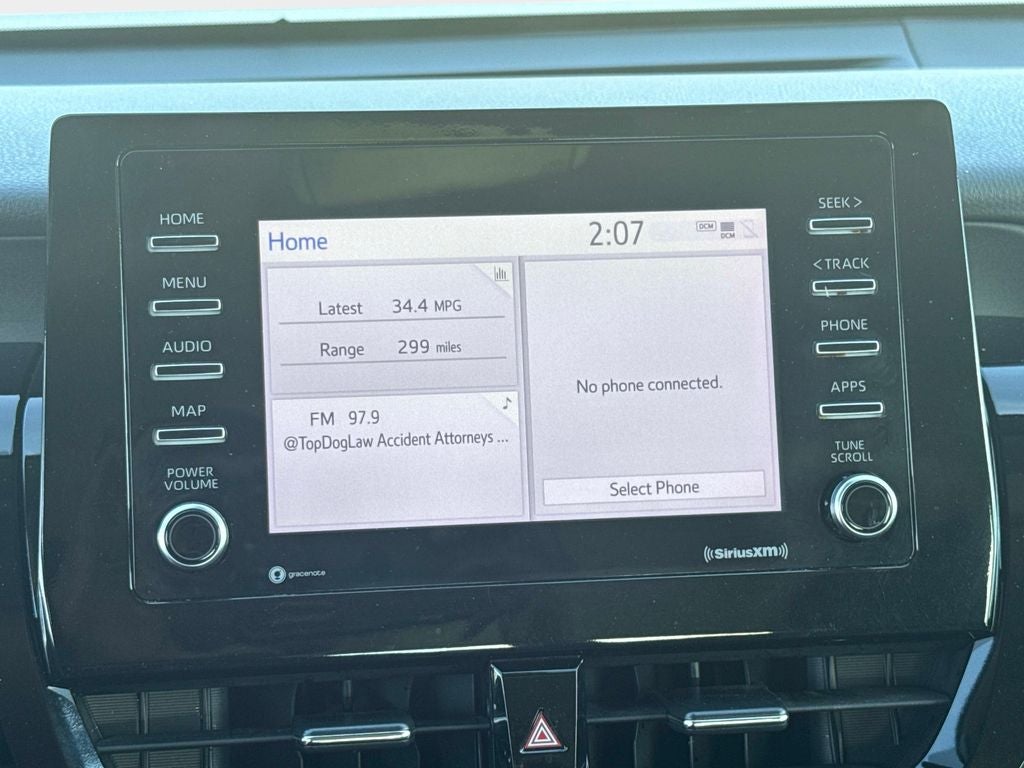 HOME
MENU
AUDIO
MAP
POWER
VOLUME
Home
2:07
DCM
DCM
Latest 34.4 MPG
Range 299 miles
FM 97.9
@TopDogLaw Accident Attorneys ...
No phone connected.
Select Phone
SEEK >
< TRACK
PHONE
APPS
TUNE
SCROLL
gracenote
((SiriusXM))